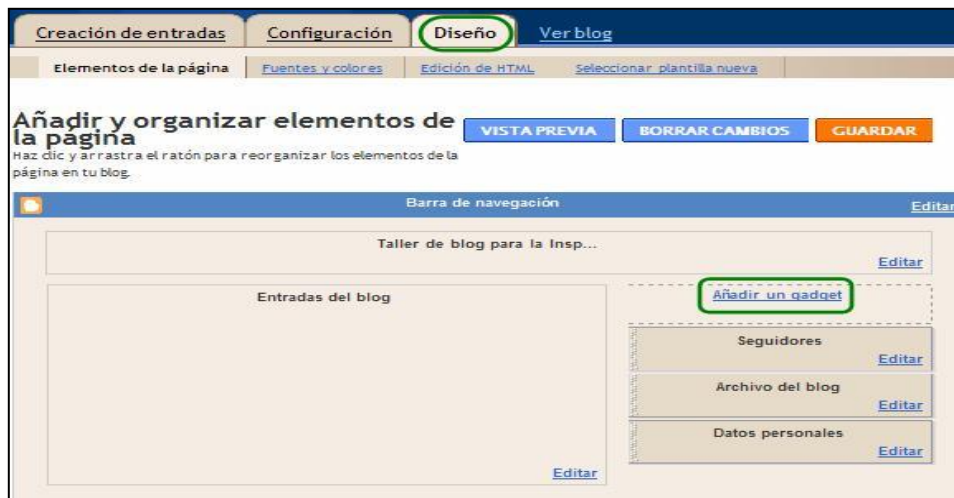 Creación de entradas Configuración Diseño Ver blog
Elementos de la página Fuentes y colores Edición de HTML Seleccionar plantilla nueva
Añadir y organizar elementos de
la página
VISTA PREVIA BORRAR CAMBIOS GUARDAR
Haz clic y arrastra el ratón para reorganizar los elementos de la
página en tu blog.
Barra de navegación Editar
Taller de blog para la Insp...
Editar
Entradas del blog
Editar
Añadir un gadget
Seguidores
Editar
Archivo del blog
Editar
Datos personales
Editar